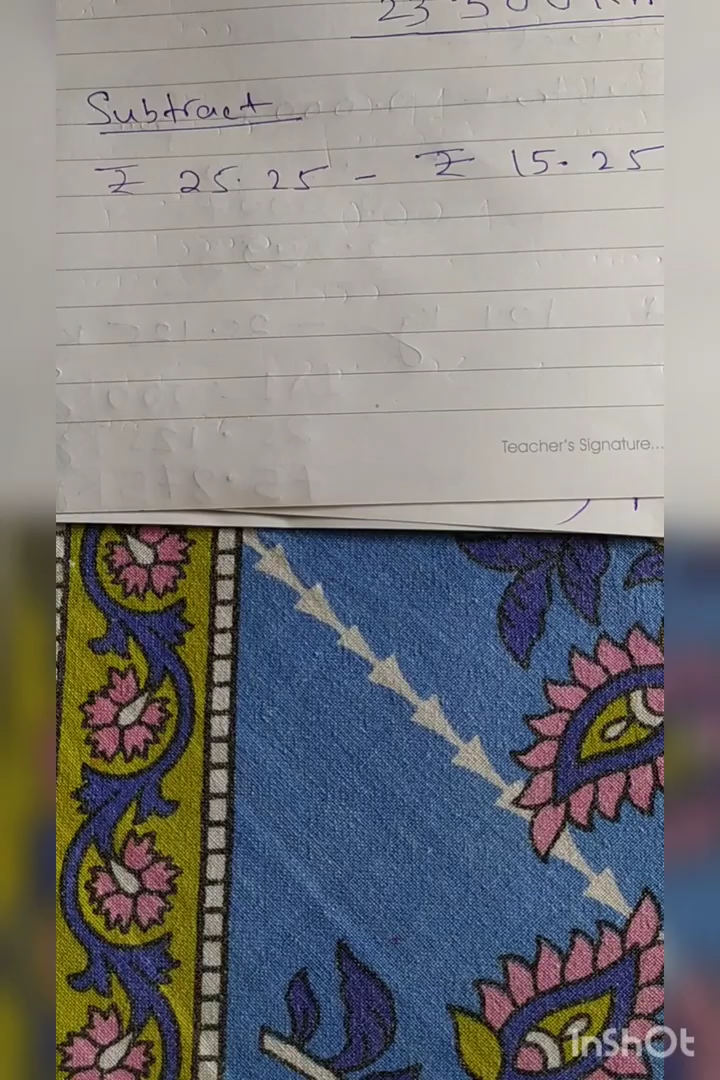 Subtract
₹ 25.25 - ₹ 15.25
Teacher's Signature...
InShOt